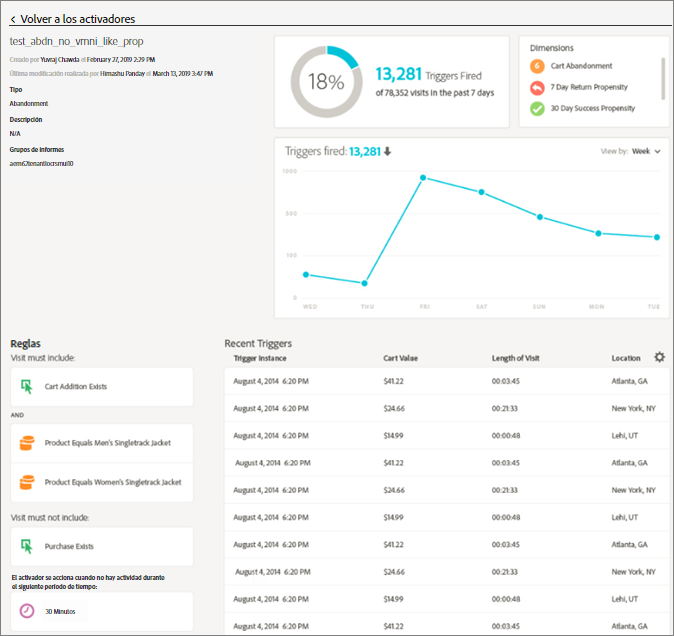 Volver a los activadores
test_abdn_no_vmni_like_prop
Creado por Yuvraj Chawda el February 27, 2019 2:29 PM
Última modificación realizada por Himashu Panday el March 13, 2019 3:47 PM
Tipo
Abandonment
Descripción
N/A
Grupos de informes
18%
13,281 Triggers Fired
of 78,352 visits in the past 7 days
Dimensions
6 Cart Abandonment
7 Day Return Propensity
30 Day Success Propensity
Triggers fired: 13,281
View by: Week
1000
500
100
0
WED THU FRI SAT SUN MON TUE
Reglas
Visit must include:
Cart Addition Exists
AND
Product Equals Men's Singletrack Jacket
Product Equals Women's Singletrack Jacket
Visit must not include:
Purchase Exists
El activador se acciona cuando no hay actividad durante
el siguiente período de tiempo:
30 Minutos
Recent Triggers
Trigger Instance Cart Value Length of Visit Location
August 4, 2014 6:20 PM $41.22 00:03:45 Atlanta, GA
August 4, 2014 6:20 PM $24.66 00:21:33 New York, NY
August 4, 2014 6:20 PM $14.99 00:00:48 Lehi, UT
August 4, 2014 6:20 PM $41.22 00:03:45 Atlanta, GA
August 4, 2014 6:20 PM $24.66 00:21:33 New York, NY
August 4, 2014 6:20 PM $14.99 00:00:48 Lehi, UT
August 4, 2014 6:20 PM $41.22 00:03:45 Atlanta, GA
August 4, 2014 6:20 PM $24.66 00:21:33 New York, NY
August 4, 2014 6:20 PM $14.99 00:00:48 Lehi, UT
August 4, 2014 6:20 PM $41.22 00:03:45 Atlanta, GA